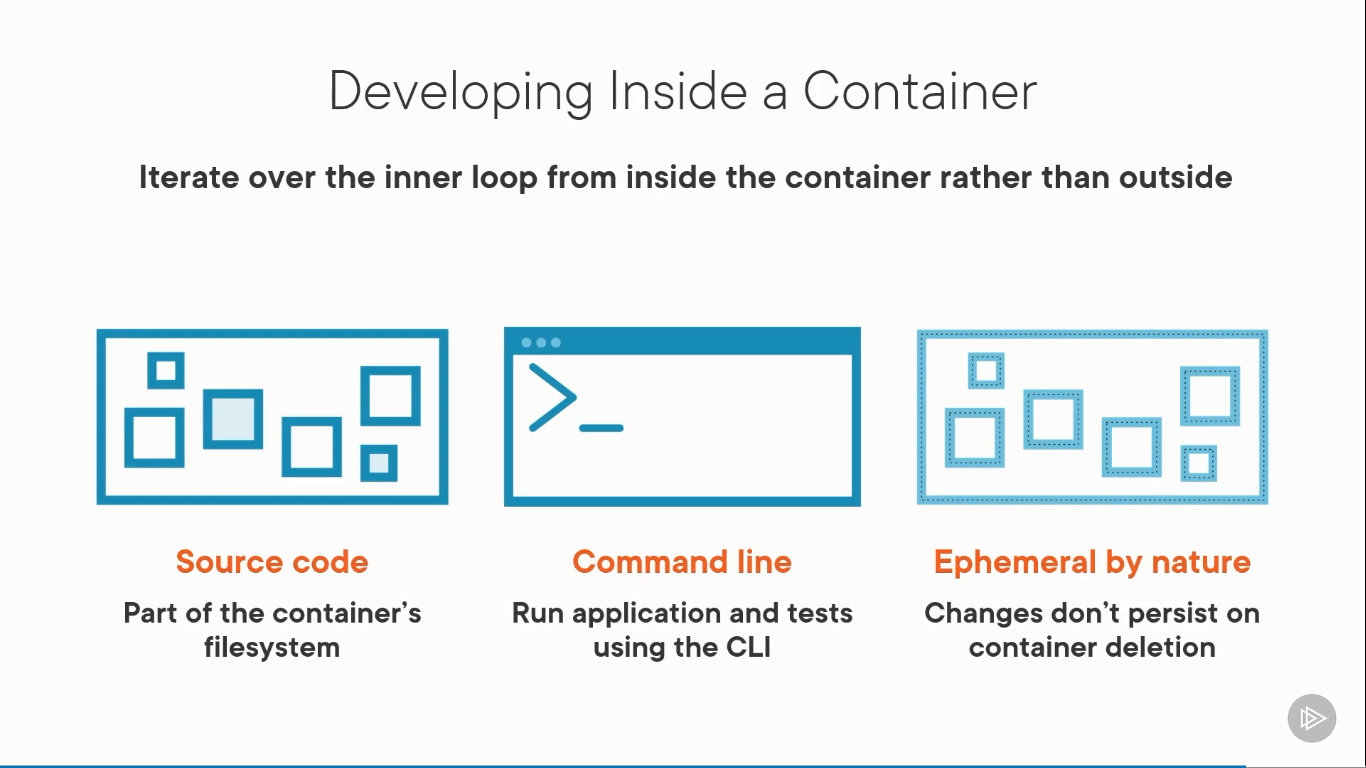 Developing Inside a Container
Iterate over the inner loop from inside the container rather than outside
Source code
Part of the container’s
filesystem
Command line
Run application and tests
using the CLI
Ephemeral by nature
Changes don’t persist on
container deletion